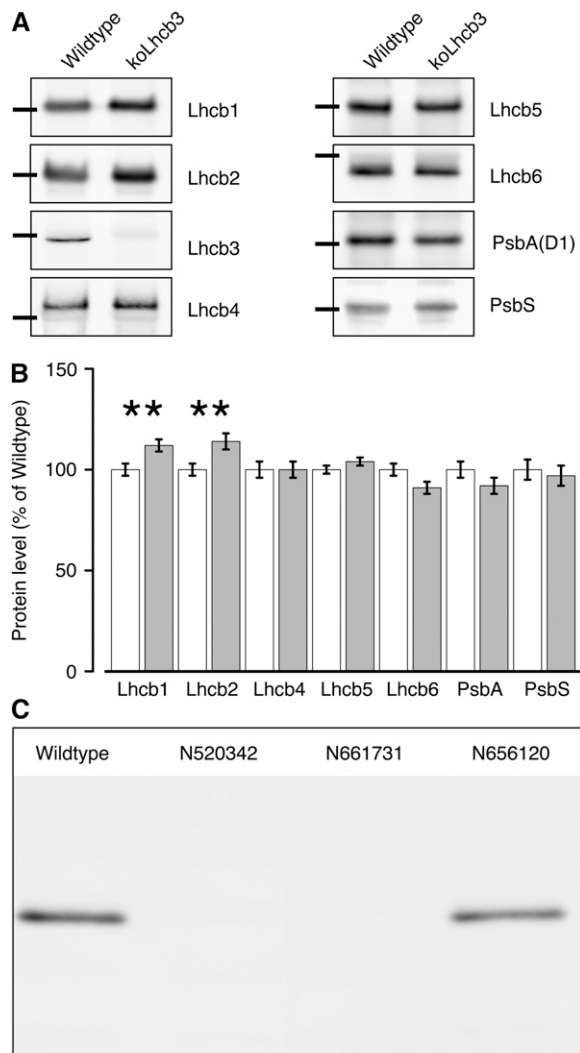 A
Wildtype koLhcb3
Lhcb1
Lhcb2
Lhcb3
Lhcb4
Wildtype koLhcb3
Lhcb5
Lhcb6
PsbA(D1)
PsbS
B
Protein level (% of Wildtype)
150
100
50
0
** **
Lhcb1 Lhcb2 Lhcb4 Lhcb5 Lhcb6 PsbA PsbS
C
Wildtype N520342 N661731 N656120